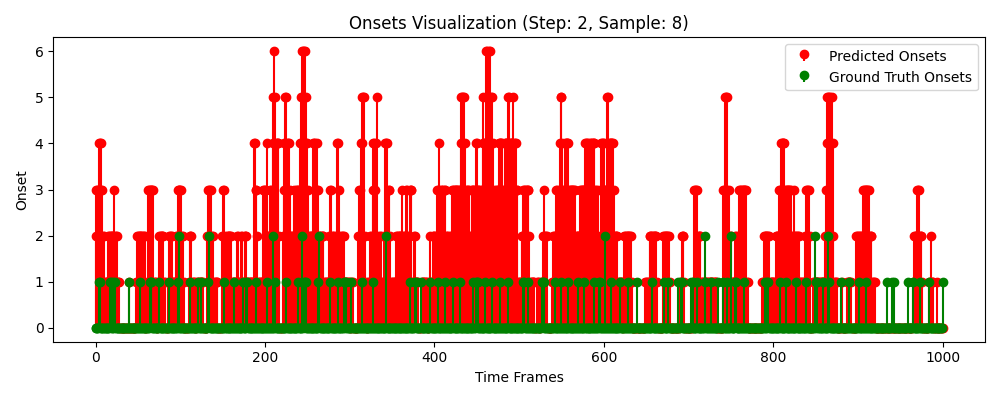 Onsets Visualization (Step: 2, Sample: 8)
Predicted Onsets
Ground Truth Onsets
Onset
6
5
4
3
2
1
0
0 200 400 600 800 1000
Time Frames